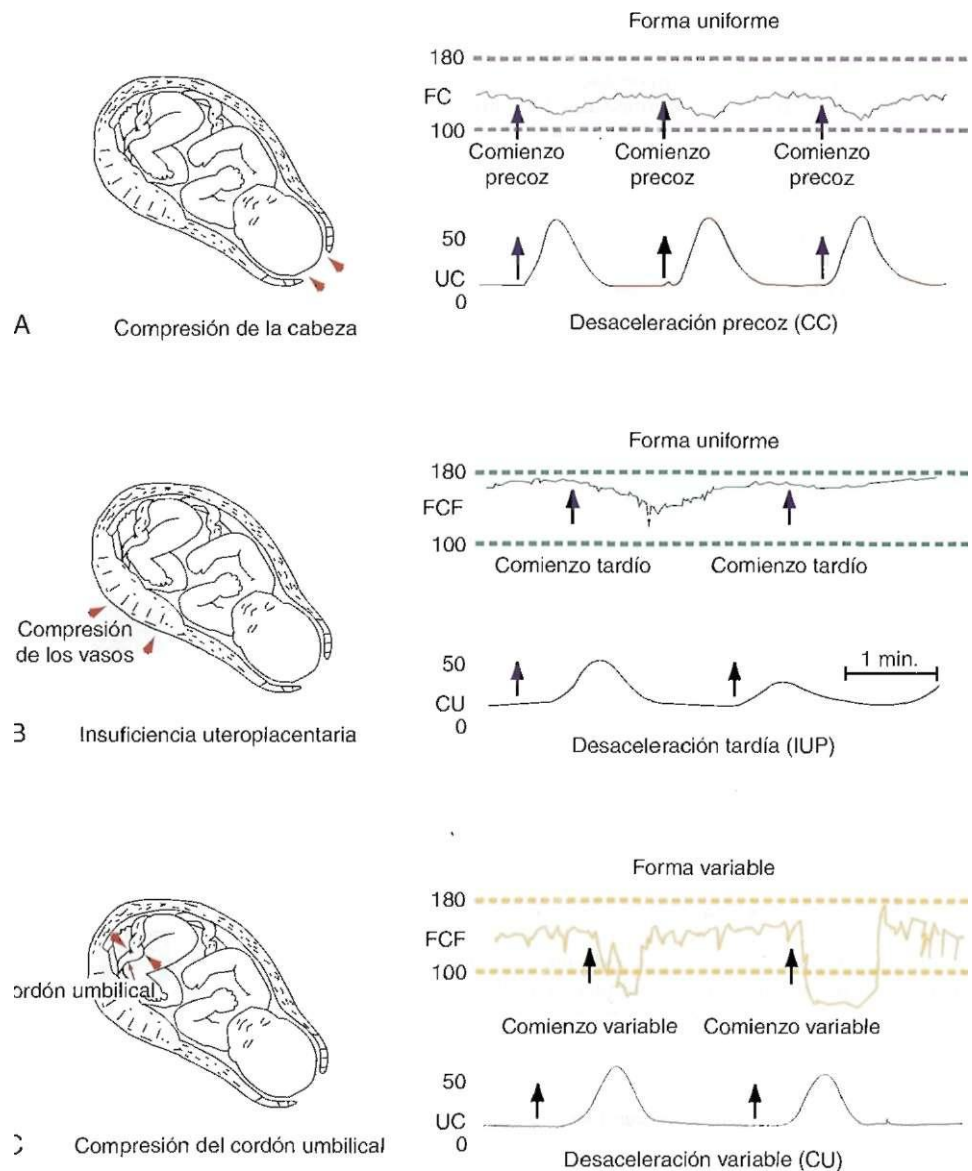 Forma uniforme
180
FC
100
Comienzo precoz
Comienzo precoz
Comienzo precoz
50
UC
0
A
Compresión de la cabeza
Desaceleración precoz (CC)
Forma uniforme
180
FCF
100
Comienzo tardío
Comienzo tardío
Compresión
de los vasos
50
1 min.
CU
0
B
Insuficiencia uteroplacentaria
Desaceleración tardía (IUP)
Forma variable
180
FCF
100
ordón umbilical
Comienzo variable
Comienzo variable
50
UC
0
C
Compresión del cordón umbilical
Desaceleración variable (CU)